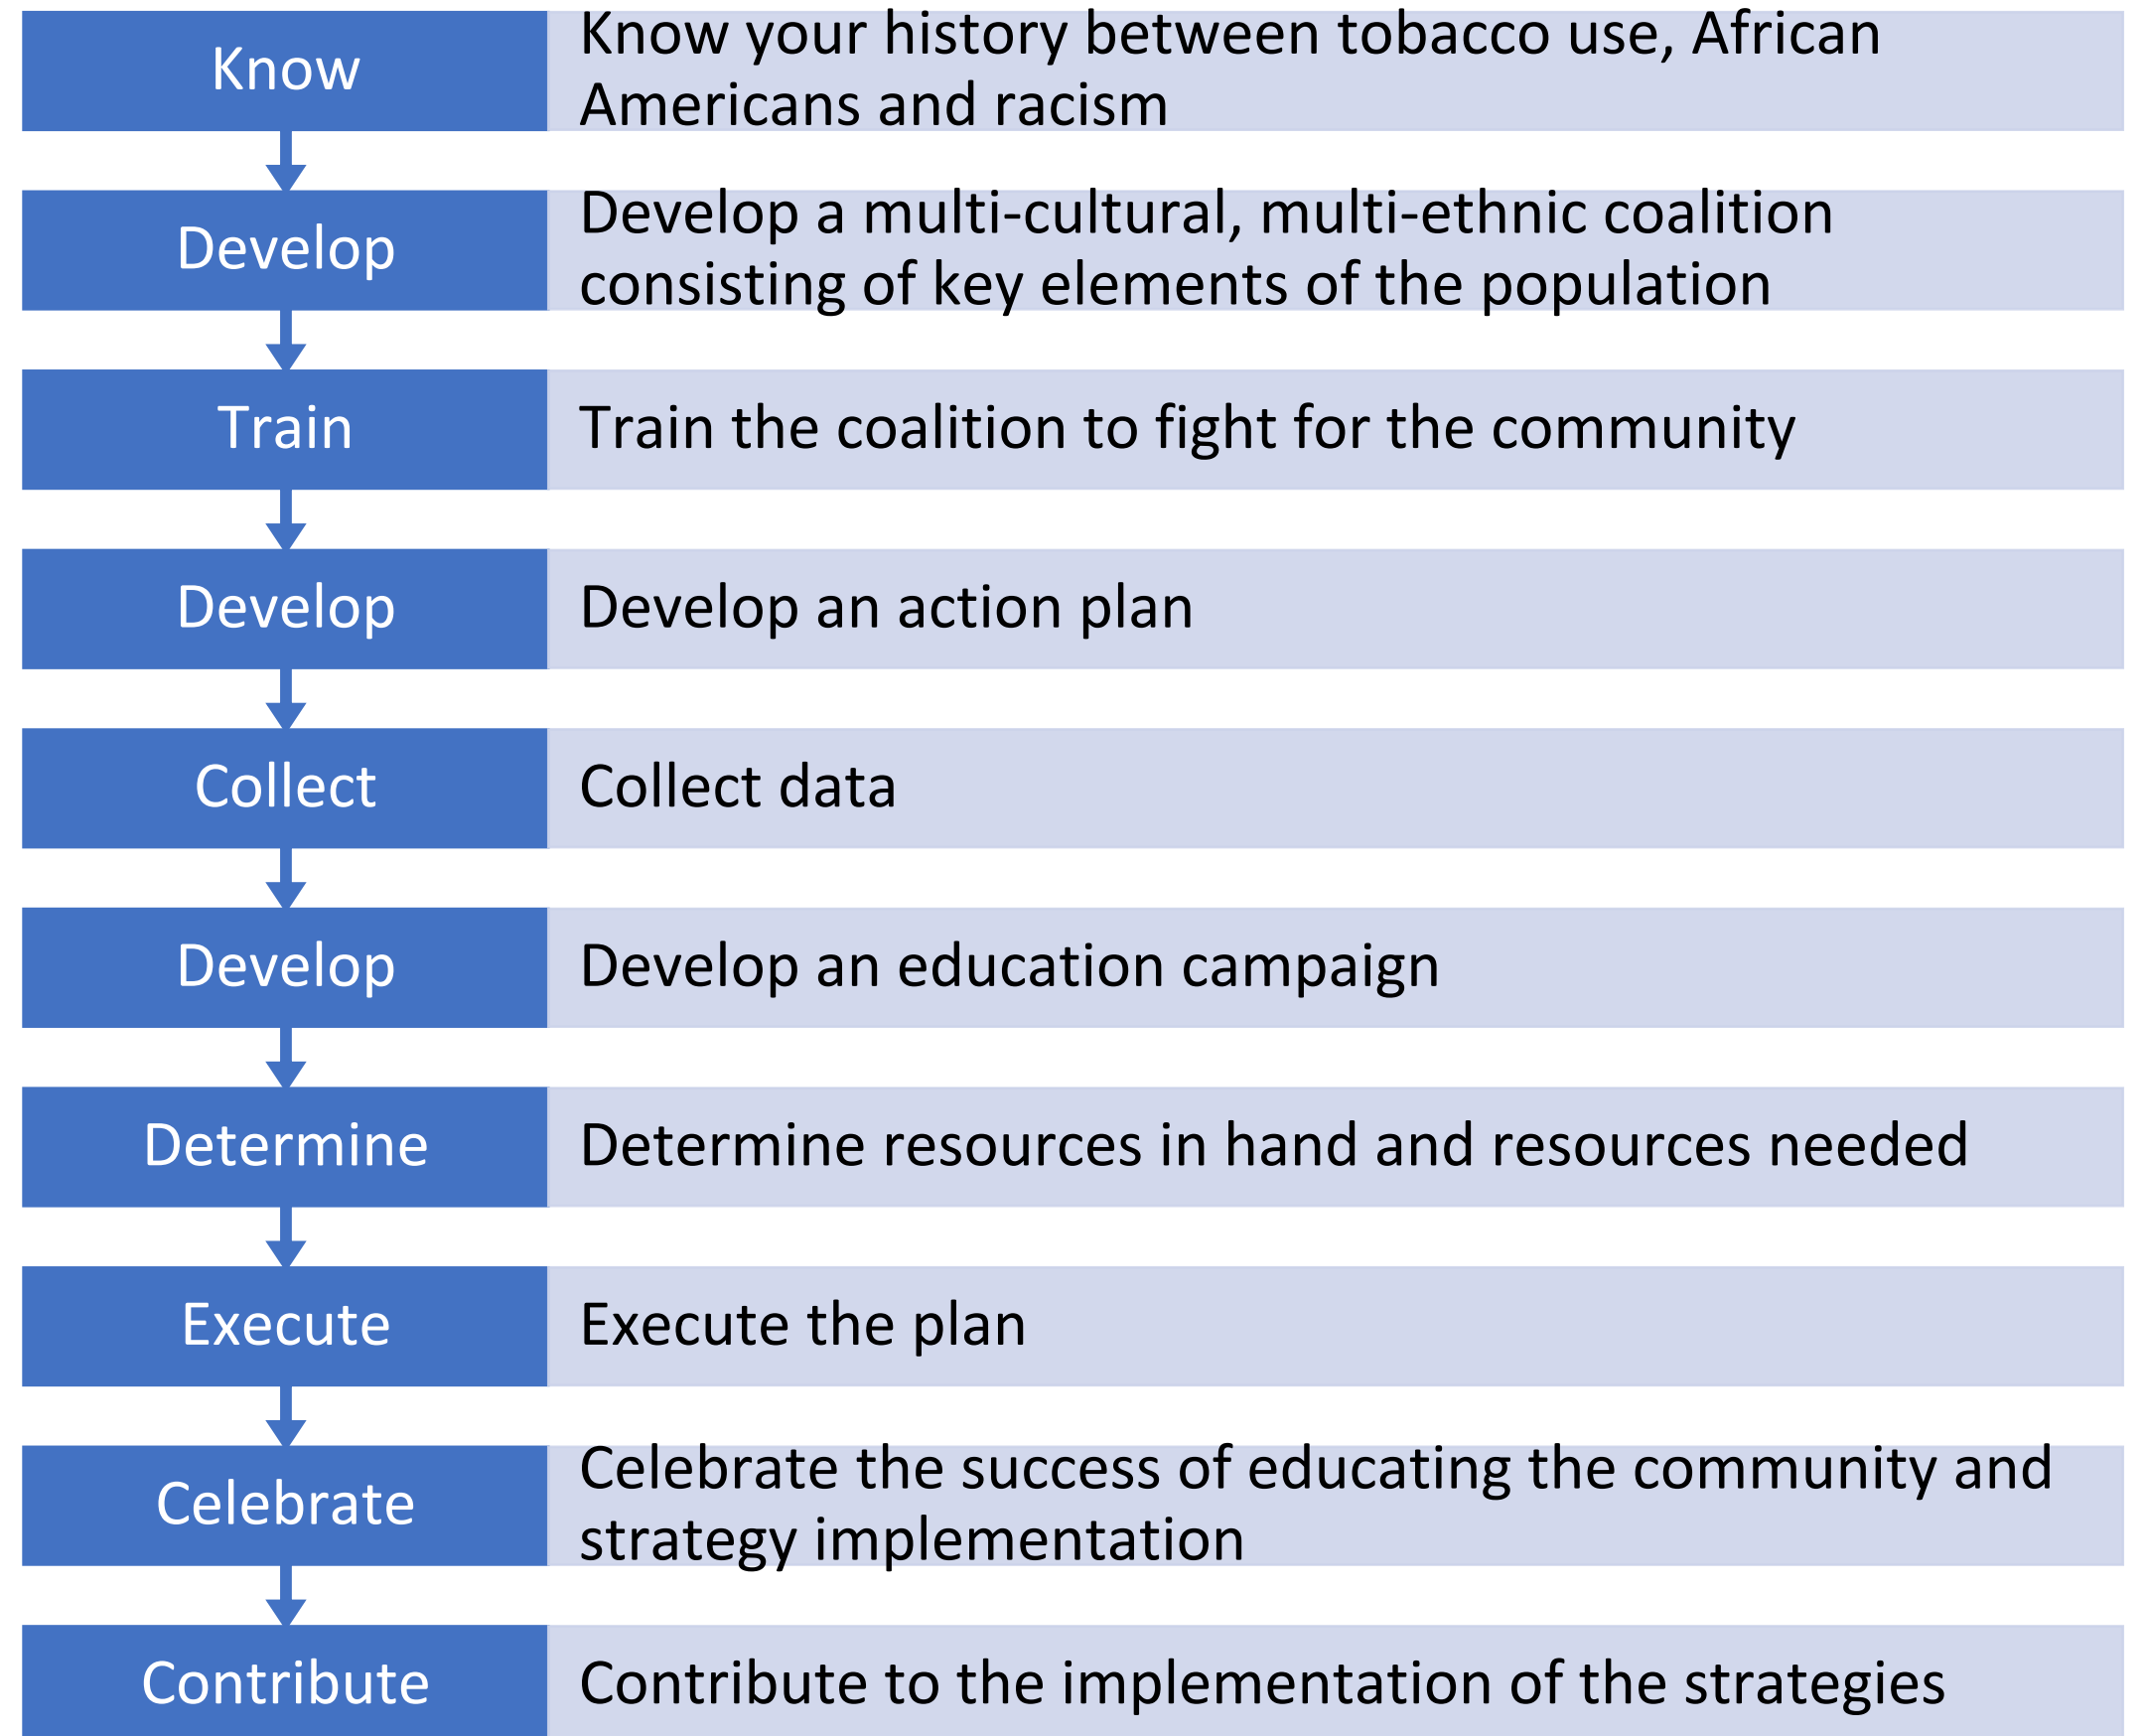 Know
Know your history between tobacco use, African
Americans and racism
Develop
Develop a multi-cultural, multi-ethnic coalition
consisting of key elements of the population
Train
Train the coalition to fight for the community
Develop
Develop an action plan
Collect
Collect data
Develop
Develop an education campaign
Determine
Determine resources in hand and resources needed
Execute
Execute the plan
Celebrate
Celebrate the success of educating the community and
strategy implementation
Contribute
Contribute to the implementation of the strategies